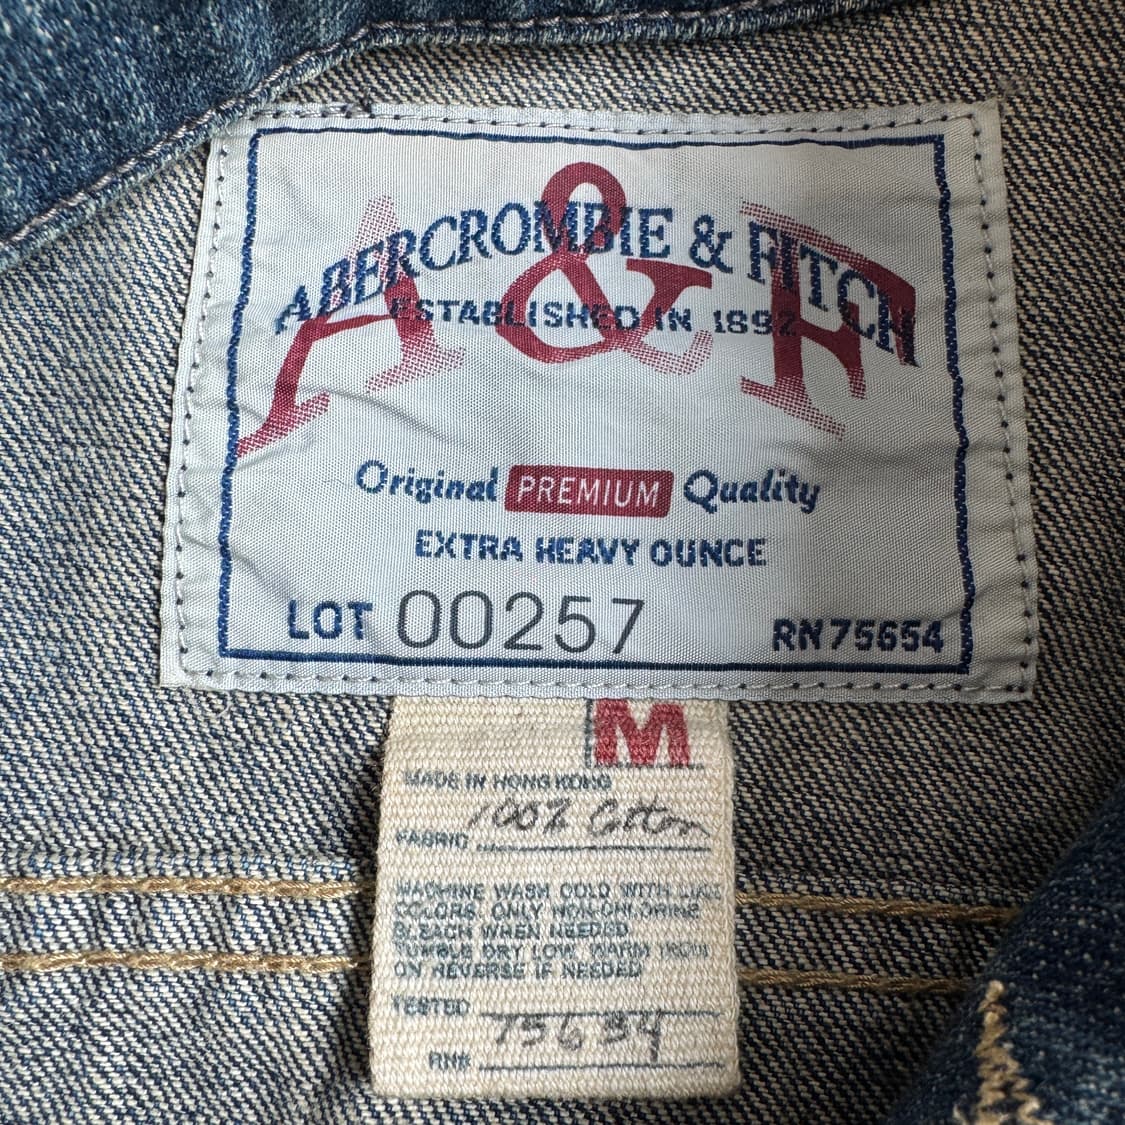 A&F
ABERCROMBIE & FITCH
ESTABLISHED IN 1892
Original PREMIUM Quality
EXTRA HEAVY OUNCE
LOT 00257
RN75654
M
MADE IN HONG KONG
FABRIC 100% Cotton
MACHINE WASH COLD WITH LIKE
COLORS. ONLY NON-CHLORINE
BLEACH WHEN NEEDED
TUMBLE DRY LOW. WARM IRON
ON REVERSE IF NEEDED
TESTED
RN# 75654